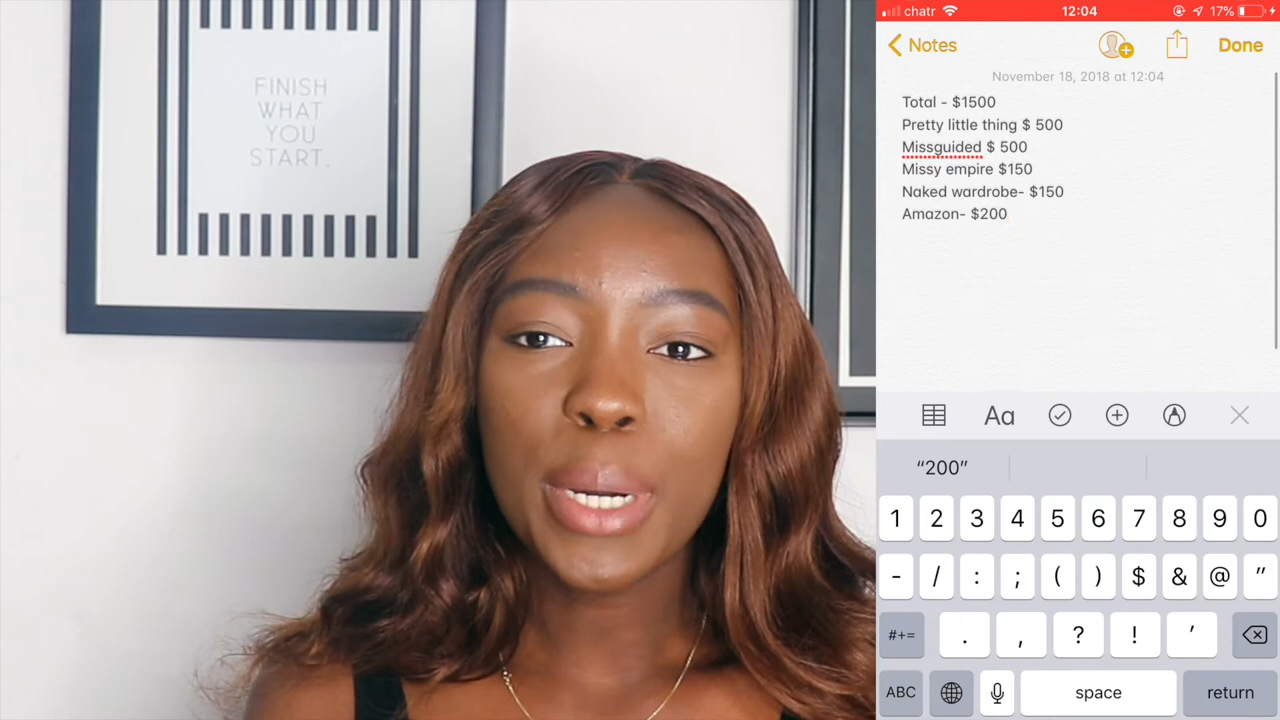 FINISH
WHAT
YOU
START.
chatr 12:04 17%
Notes Done
November 18, 2018 at 12:04
Total - $1500
Pretty little thing $ 500
Missguided $ 500
Missy empire $150
Naked wardrobe- $150
Amazon- $200
Aa
“200”
1 2 3 4 5 6 7 8 9 0
- / : ; ( ) $ & @ "
#+= . , ? ! '
ABC space return